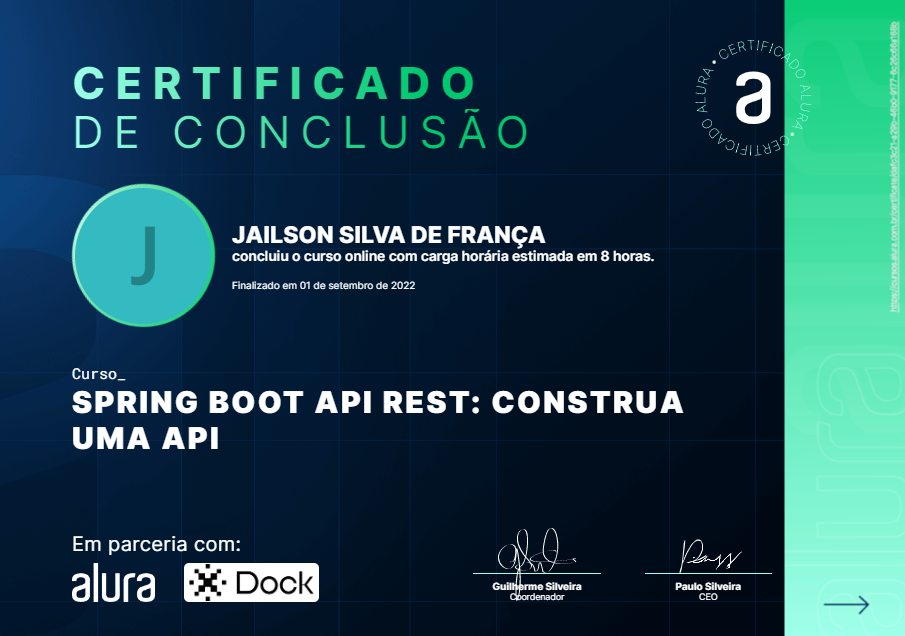 CERTIFICADO
DE CONCLUSÃO
CERTIFICADO ALURA • CERTIFICADO ALURA •
a
J
JAILSON SILVA DE FRANÇA
concluiu o curso online com carga horária estimada em 8 horas.
Finalizado em 01 de setembro de 2022
Curso_
SPRING BOOT API REST: CONSTRUA
UMA API
Em parceria com:
alura
Dock
Guilherme Silveira
Coordenador
Paulo Silveira
CEO
alura